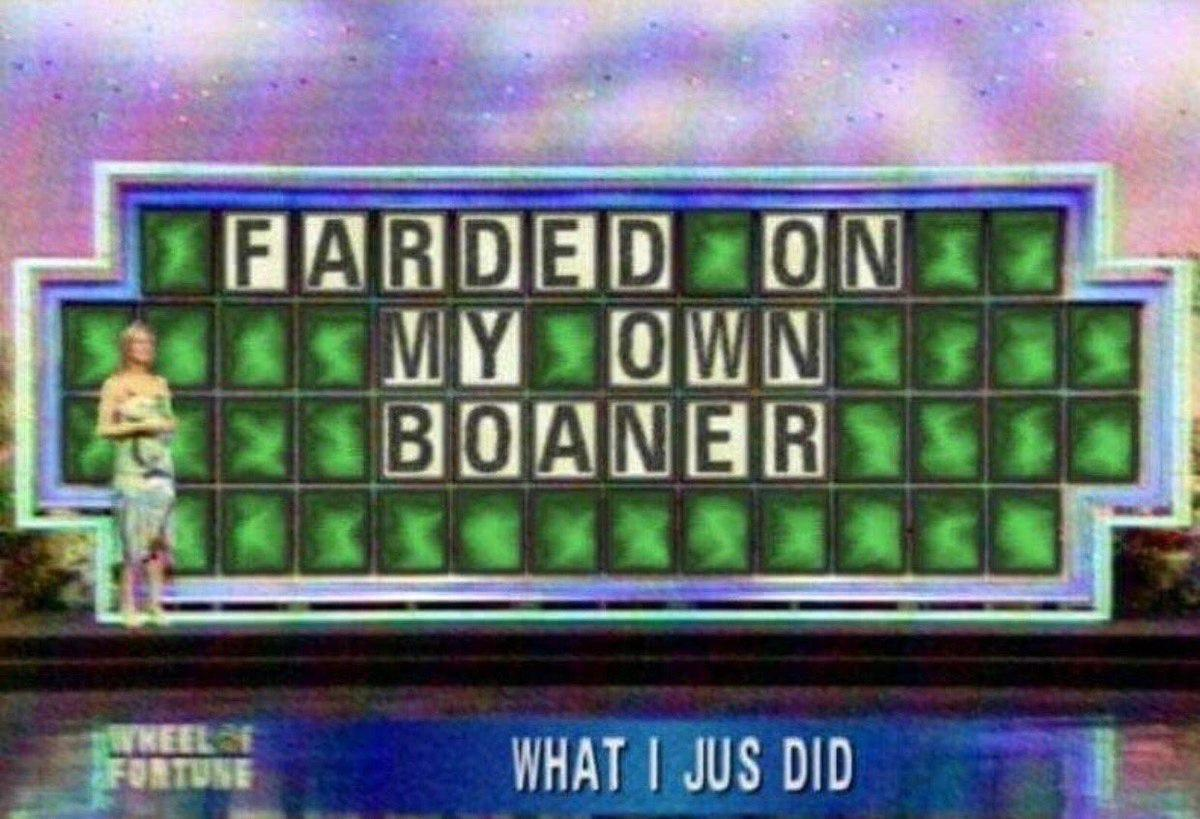 FARDED ON
MY OWN
BOANER
WHEEL OF
FORTUNE
WHAT I JUS DID